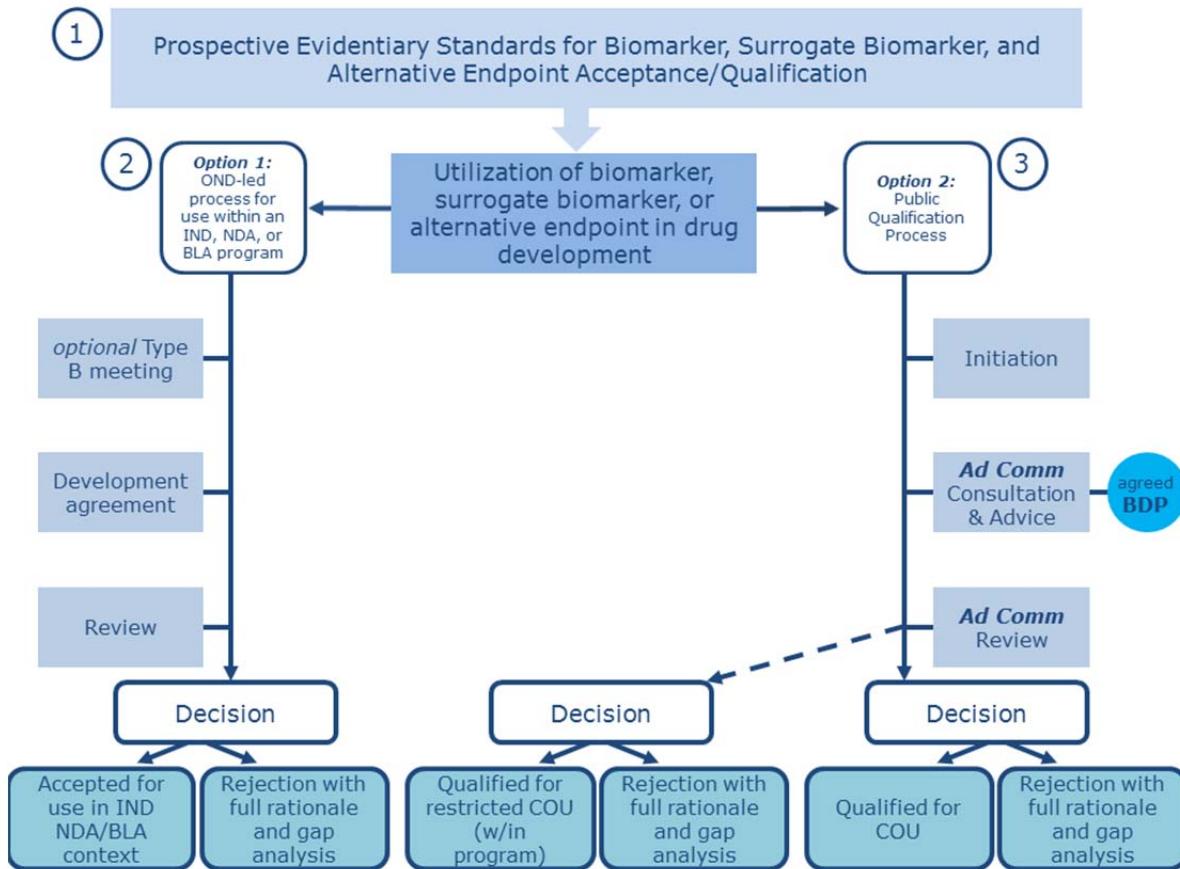 1
Prospective Evidentiary Standards for Biomarker, Surrogate Biomarker, and
Alternative Endpoint Acceptance/Qualification
2
Option 1:
OND-led
process for
use within an
IND, NDA, or
BLA program
Utilization of biomarker,
surrogate biomarker, or
alternative endpoint in drug
development
3
Option 2:
Public
Qualification
Process
optional Type
B meeting
Development
agreement
Review
Initiation
Ad Comm
Consultation
& Advice
agreed
BDP
Ad Comm
Review
Decision
Accepted for
use in IND
NDA/BLA
context
Rejection with
full rationale
and gap
analysis
Decision
Qualified for
restricted COU
(w/in
program)
Rejection with
full rationale
and gap
analysis
Decision
Qualified for
COU
Rejection with
full rationale
and gap
analysis